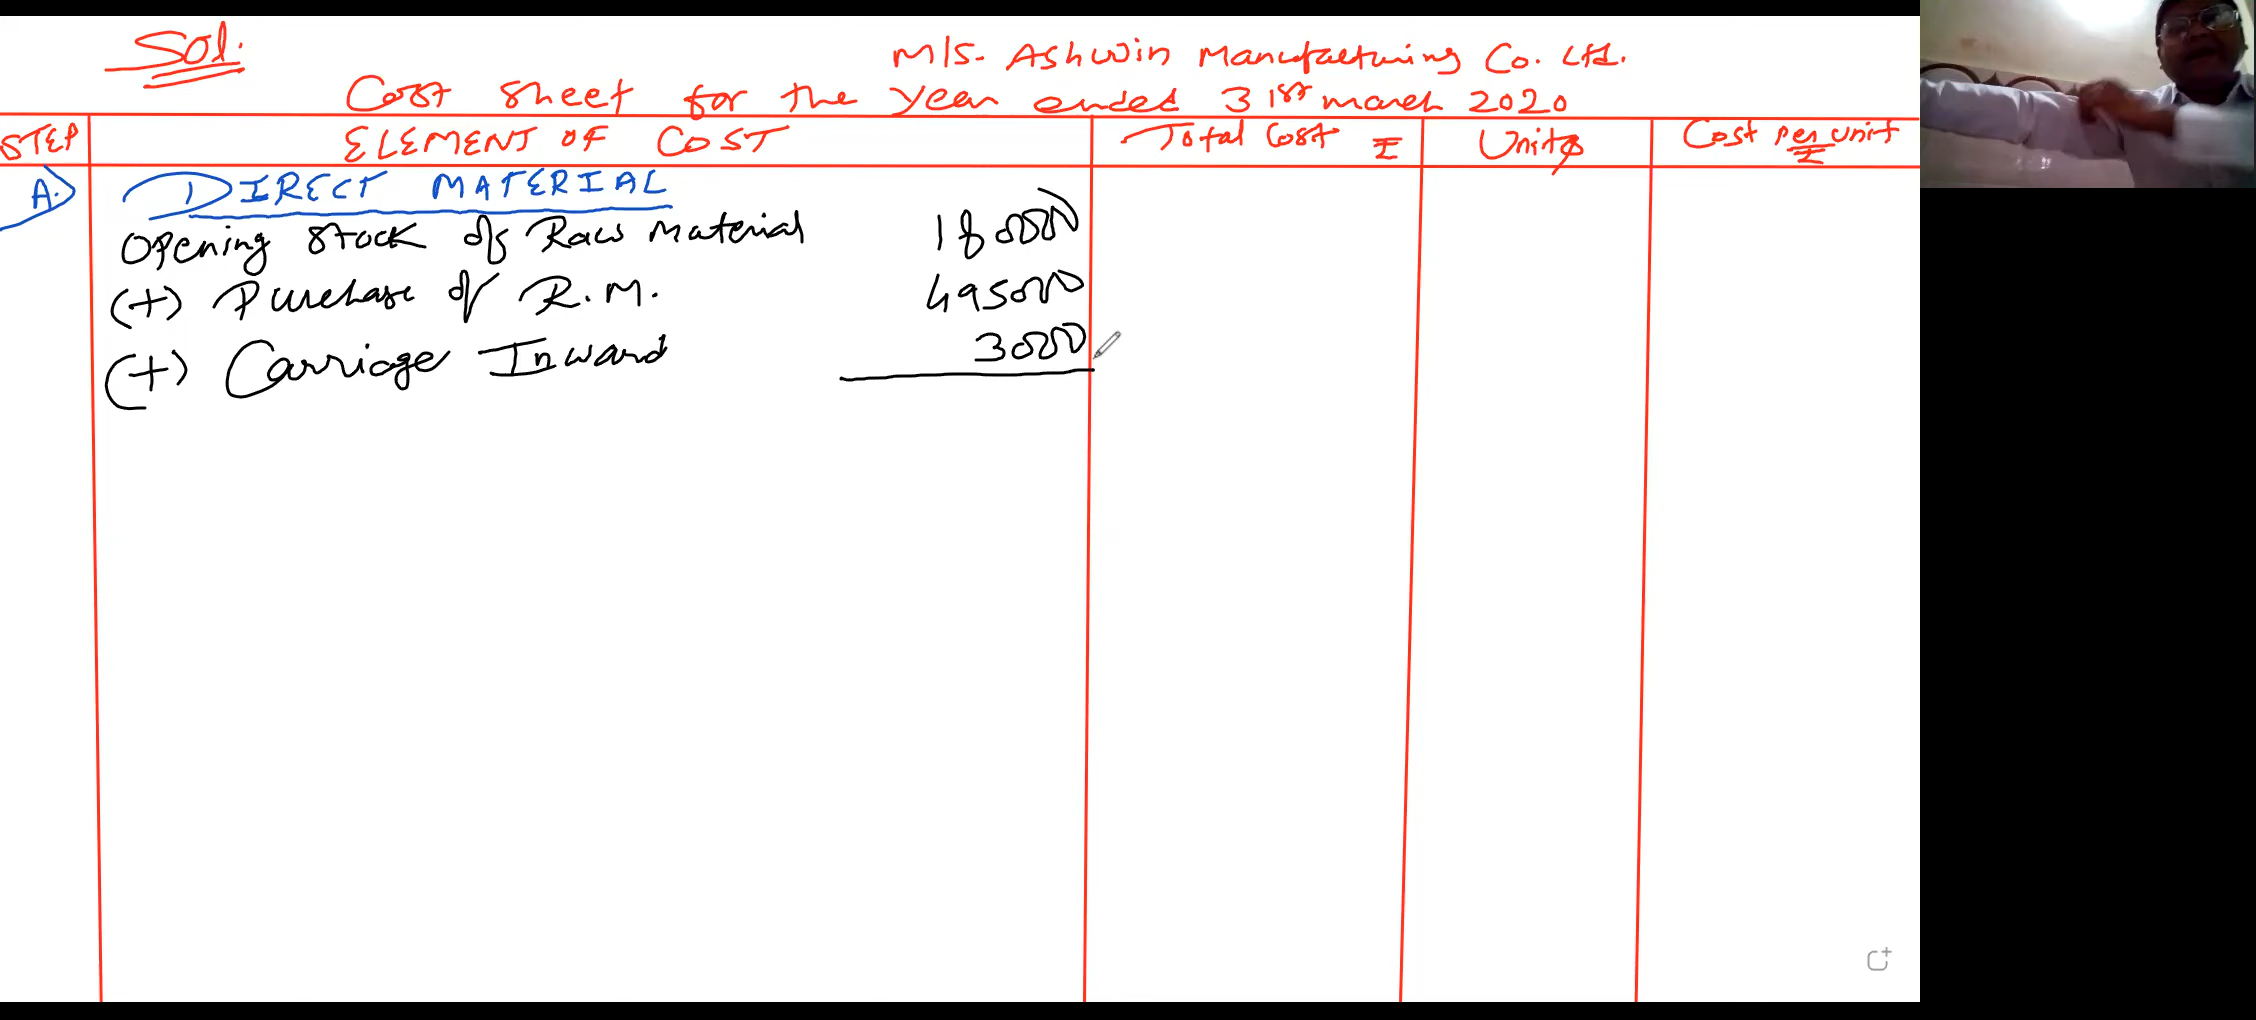 Sol.
M/S. Ashwin Manufacturing Co. Ltd.
Cost sheet for the year ended 31st march 2020
STEP ELEMENT OF COST Total Cost ₹ Units Cost per unit ₹
A. DIRECT MATERIAL
Opening Stock of Raw Material 180000
(+) Purchase of R.M. 495000
(+) Carriage Inward 3000